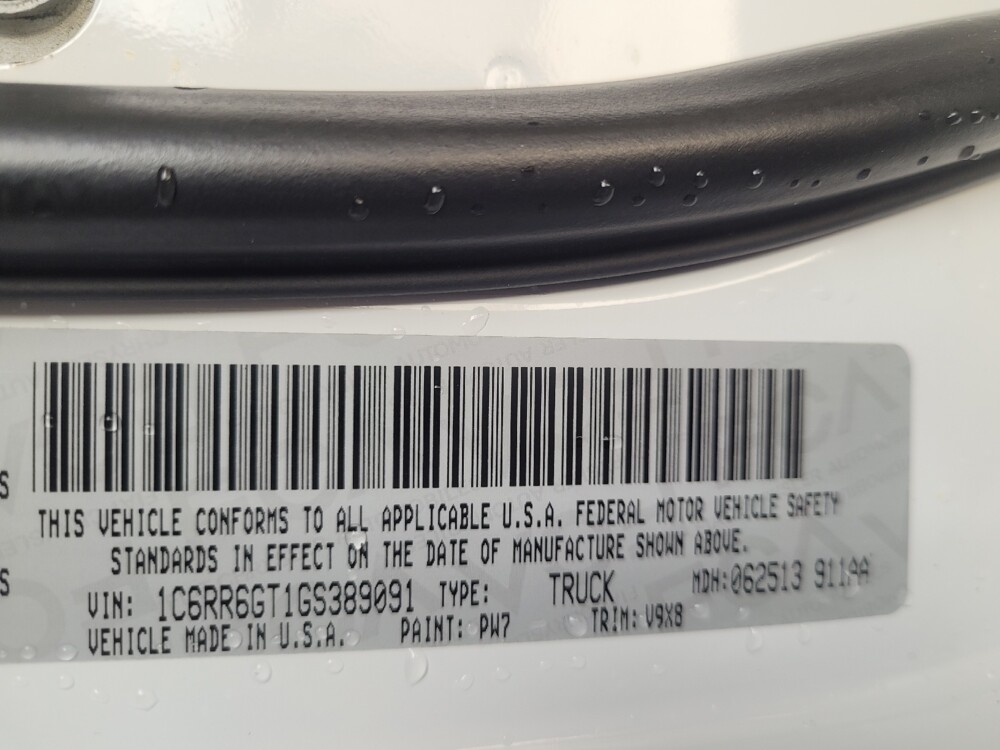 THIS VEHICLE CONFORMS TO ALL APPLICABLE U.S.A. FEDERAL MOTOR VEHICLE SAFETY
STANDARDS IN EFFECT ON THE DATE OF MANUFACTURE SHOWN ABOVE.
VIN: 1C6RR6GT1GS389091 TYPE: TRUCK MDH: 062513 911AA
VEHICLE MADE IN U.S.A. PAINT: PW7 TRIM: V9X8